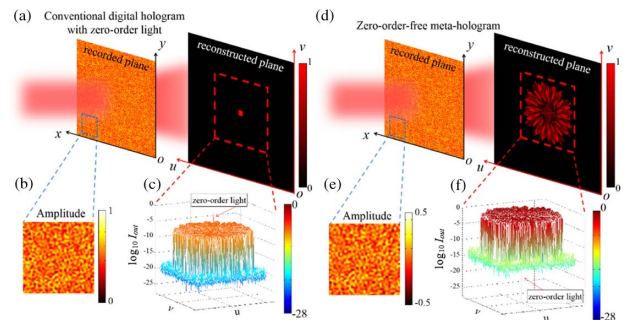 (a)
Conventional digital hologram
with zero-order light
recorded plane
y
x
o
reconstructed plane
v
u
o
1
0
(b)
Amplitude
1
0
(c)
zero-order light
log10 Iout
0
-5
-10
-15
-20
-25
v
u
0
-28
(d)
Zero-order-free meta-hologram
recorded plane
y
x
o
reconstructed plane
v
u
o
1
0
(e)
Amplitude
0.5
-0.5
(f)
log10 Iout
0
-5
-10
-15
-20
-25
zero-order light
v
u
0
-28